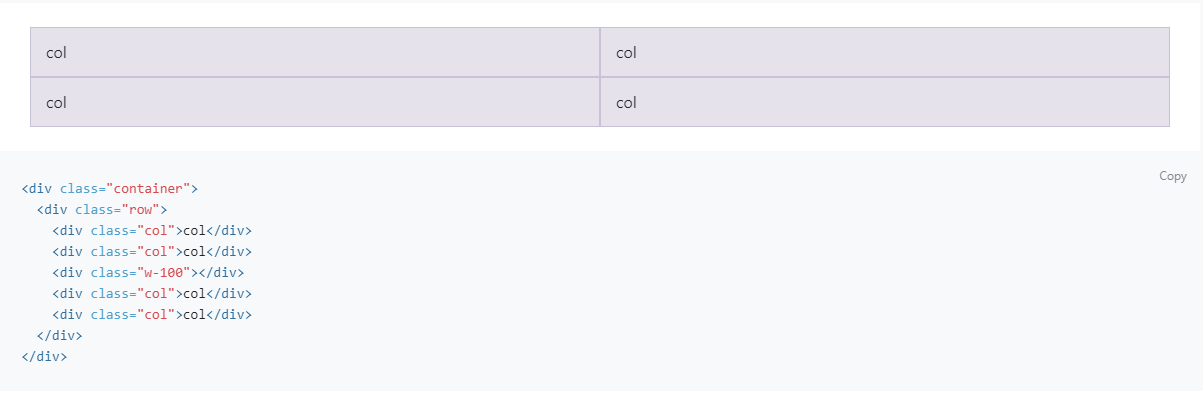 col col
col col
Copy
<div class="container">
  <div class="row">
    <div class="col">col</div>
    <div class="col">col</div>
    <div class="w-100"></div>
    <div class="col">col</div>
    <div class="col">col</div>
  </div>
</div>